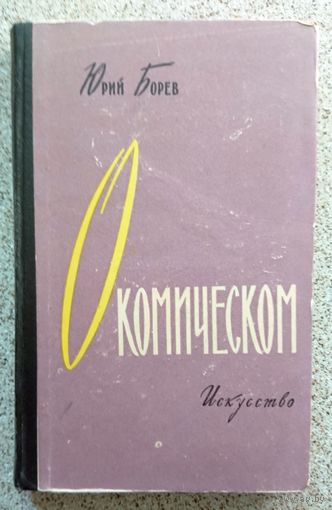 Юрий Борев
О
комическом
Искусство